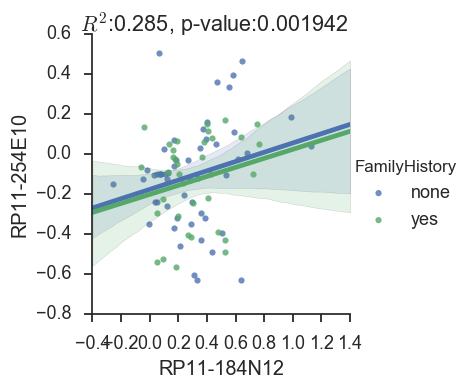 R²:0.285, p-value:0.001942
0.6
0.4
0.2
0.0
−0.2
−0.4
−0.6
−0.8
RP11-254E10
FamilyHistory
none
yes
−0.4 −0.2 0.0 0.2 0.4 0.6 0.8 1.0 1.2 1.4
RP11-184N12